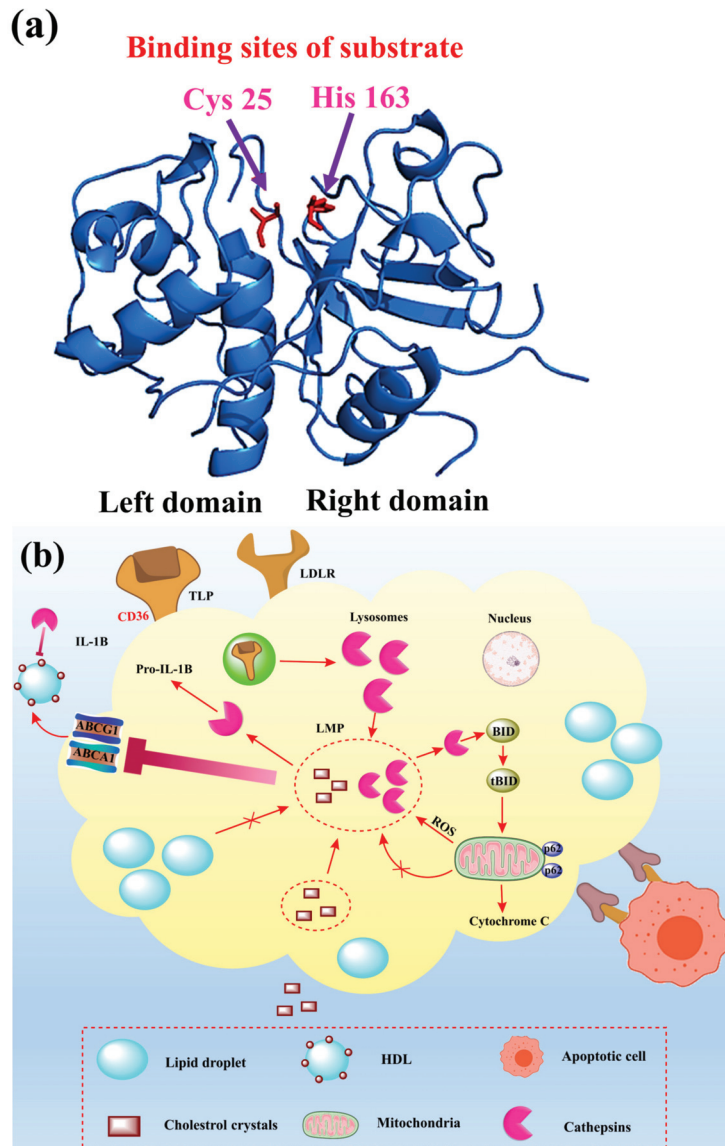 (a)
Binding sites of substrate
Cys 25
His 163
Left domain
Right domain
(b)
CD36
TLP
LDLR
IL-1B
Pro-IL-1B
Lysosomes
Nucleus
LMP
ABCG1
ABCA1
BID
tBID
ROS
p62
p62
Cytochrome C
Lipid droplet
HDL
Apoptotic cell
Cholestrol crystals
Mitochondria
Cathepsins